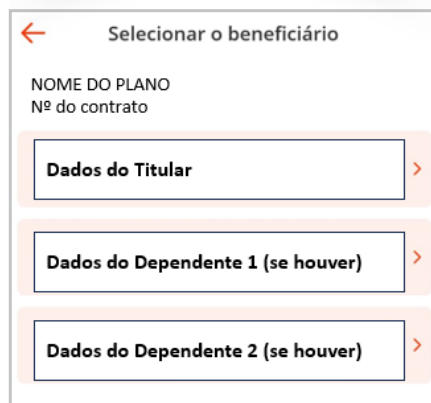 Selecionar o beneficiário
NOME DO PLANO
Nº do contrato
Dados do Titular
Dados do Dependente 1 (se houver)
Dados do Dependente 2 (se houver)